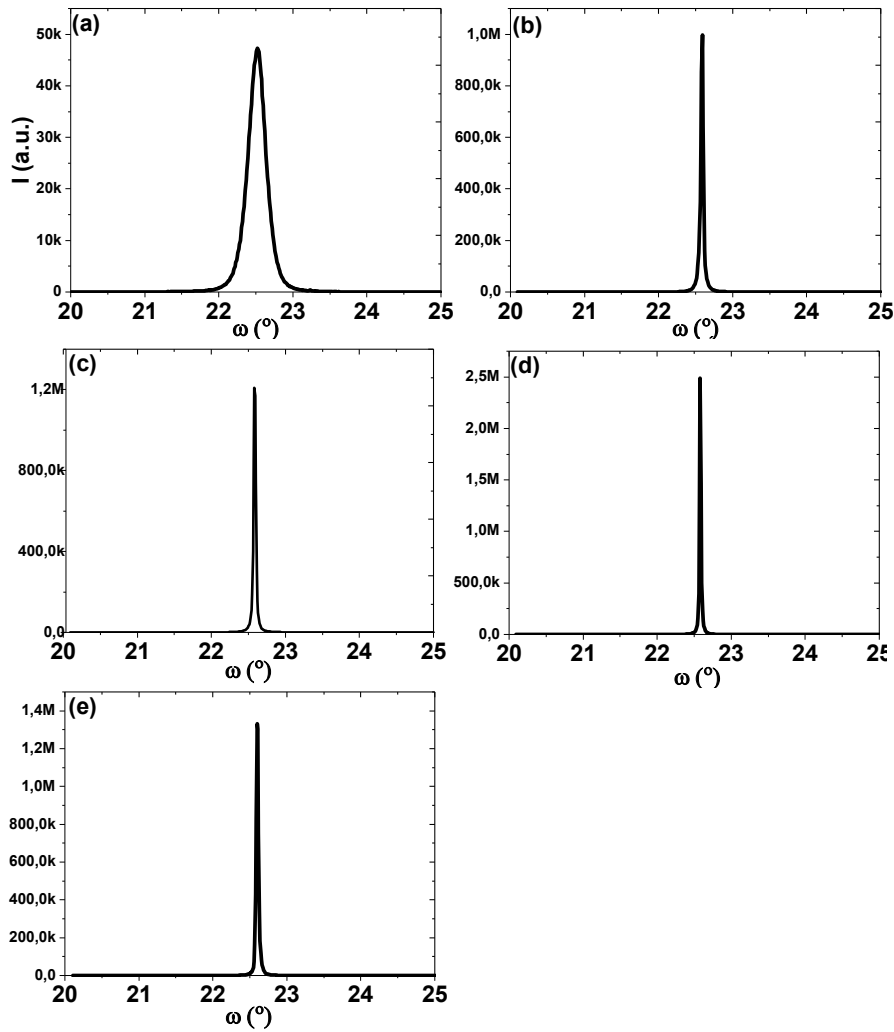 (a)
50k
40k
30k
20k
10k
0
I (a.u.)
20 21 22 23 24 25
ω (º)
(b)
1,0M
800,0k
600,0k
400,0k
200,0k
0,0
20 21 22 23 24 25
ω (º)
(c)
1,2M
800,0k
400,0k
0,0
20 21 22 23 24 25
ω (º)
(d)
2,5M
2,0M
1,5M
1,0M
500,0k
0,0
20 21 22 23 24 25
ω (º)
(e)
1,4M
1,2M
1,0M
800,0k
600,0k
400,0k
200,0k
0,0
20 21 22 23 24 25
ω (º)